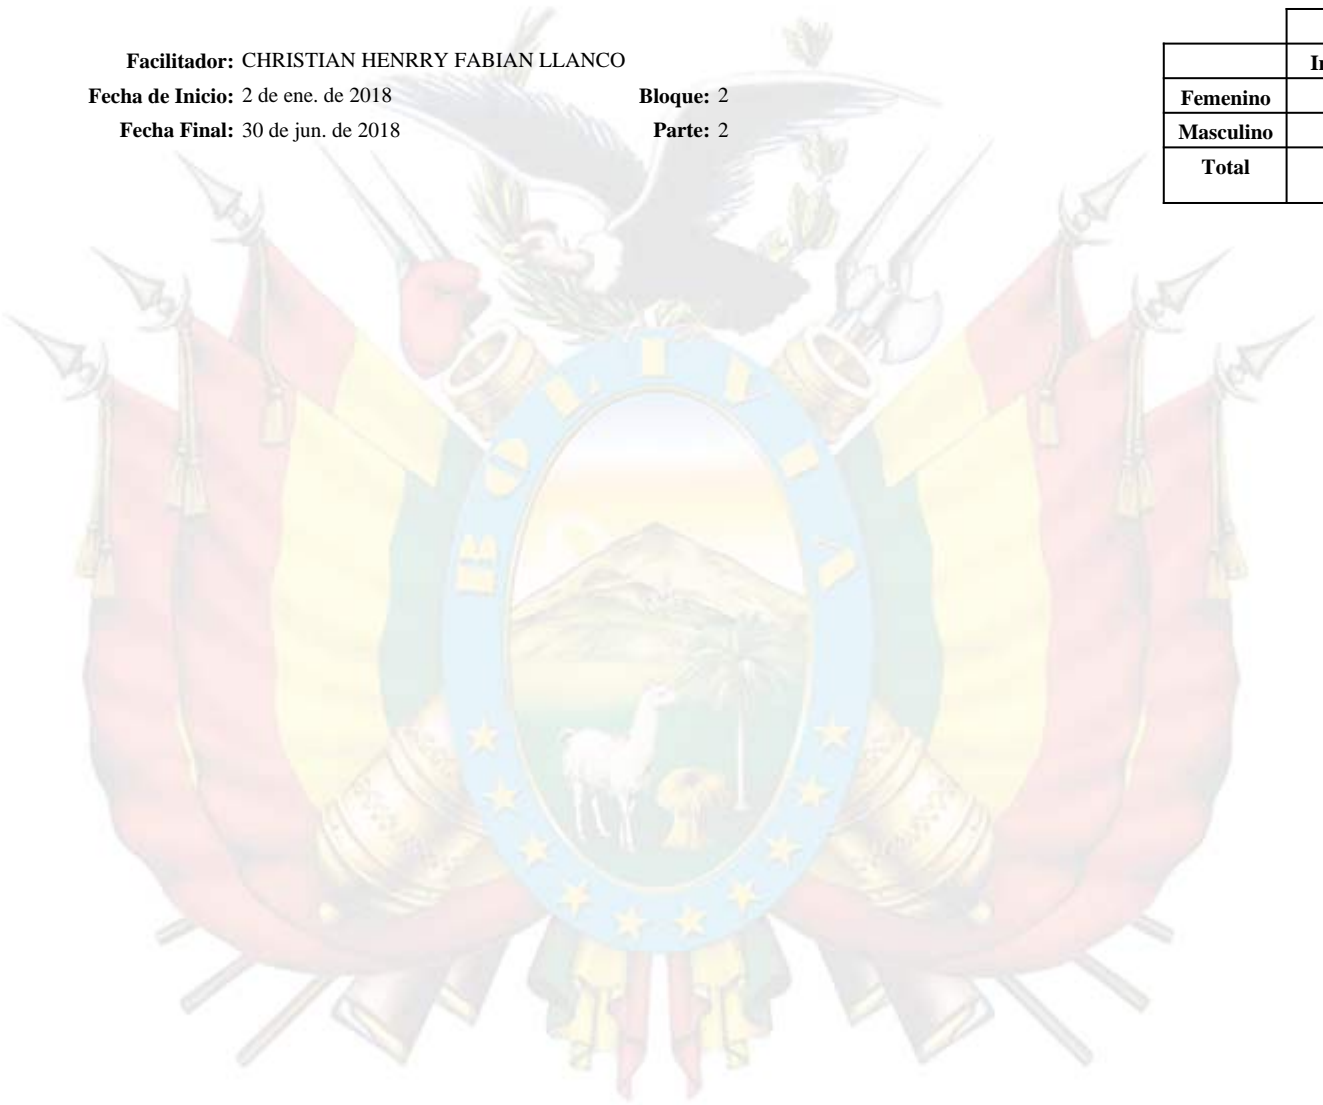 Facilitador: CHRISTIAN HENRRY FABIAN LLANCO
Fecha de Inicio: 2 de ene. de 2018 Bloque: 2
Fecha Final: 30 de jun. de 2018 Parte: 2
Femenino
Masculino
Total
BOLIVIA